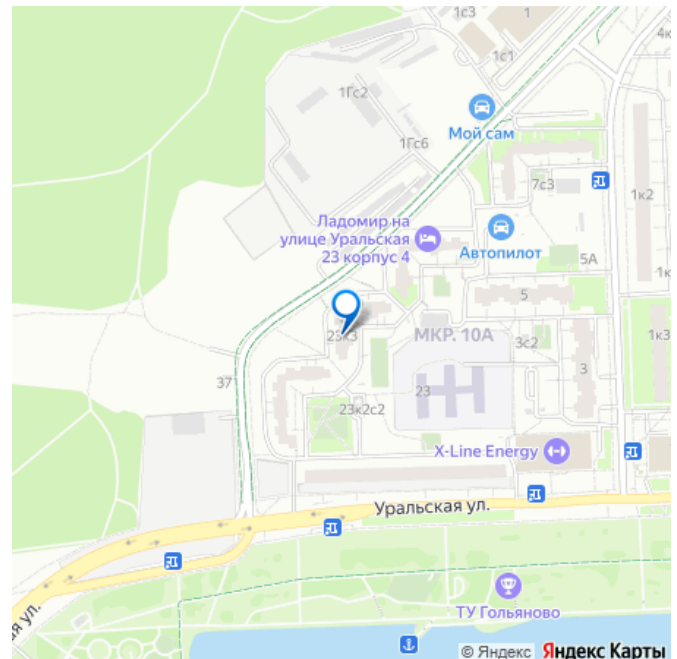 1с3
1
1с1
4к
1Гс2
Мой сам
1Гс6
7с3
1к2
Ладомир на
улице Уральская
23 корпус 4
Автопилот
5А
1к
5
23к3
МКР. 10А
3с2
1к3
3
37
23
23к2с2
X-Line Energy
Уральская ул.
ТУ Гольяново
ая ул.
© Яндекс Яндекс Карты